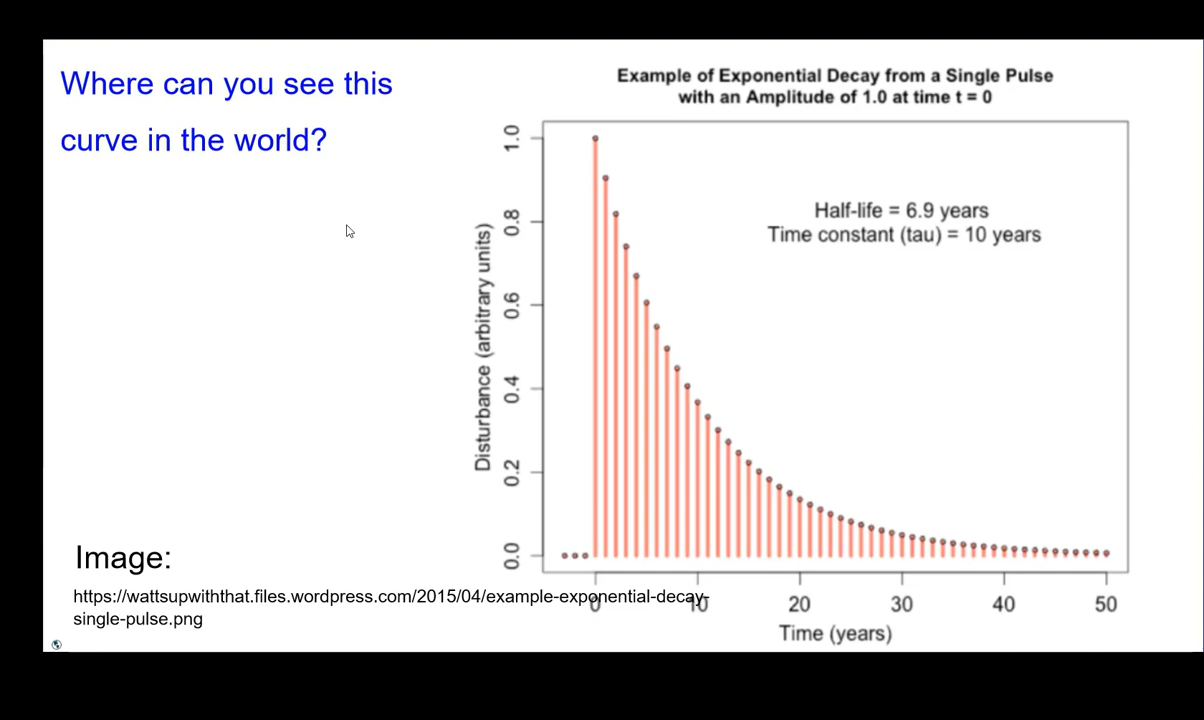 Where can you see this
curve in the world?
Example of Exponential Decay from a Single Pulse
with an Amplitude of 1.0 at time t = 0
Half-life = 6.9 years
Time constant (tau) = 10 years
Disturbance (arbitrary units)
1.0
0.8
0.6
0.4
0.2
0.0
0 10 20 30 40 50
Time (years)
Image:
https://wattsupwiththat.files.wordpress.com/2015/04/example-exponential-decay-
single-pulse.png